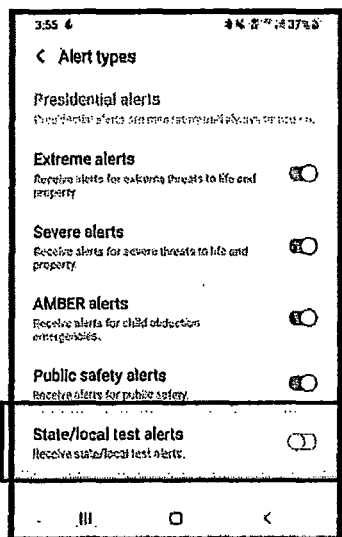 3:55
Alert types
Presidential alerts
Extreme alerts
Receive alerts for extreme threats to life and
property
Severe alerts
Receive alerts for severe threats to life and
property.
AMBER alerts
Receive alerts for child abduction
emergencies.
Public safety alerts
Receive alerts for public safety.
State/local test alerts
Receive state/local test alerts.